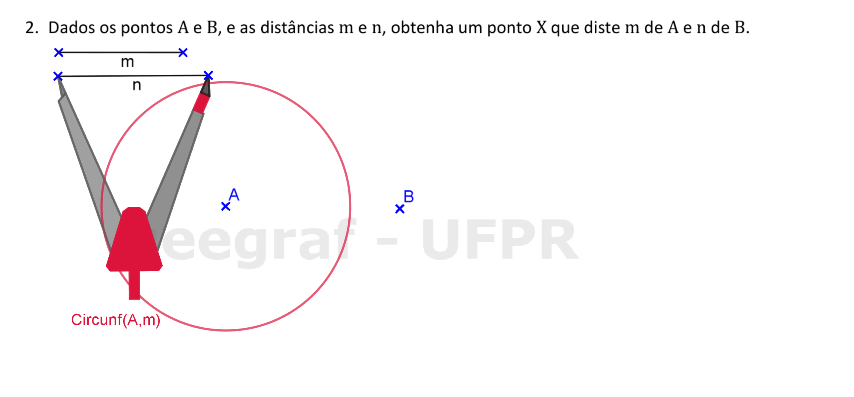 2. Dados os pontos A e B, e as distâncias m e n, obtenha um ponto X que diste m de A e n de B.
m
n
A
B
eegraf - UFPR
Circunf(A,m)